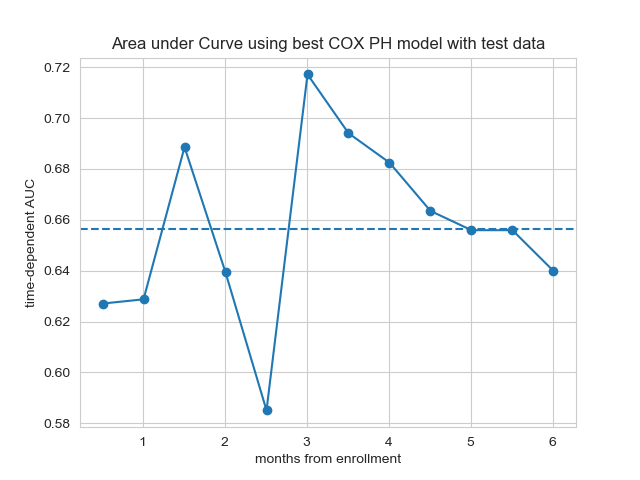 Area under Curve using best COX PH model with test data
time-dependent AUC
0.72
0.70
0.68
0.66
0.64
0.62
0.60
0.58
1 2 3 4 5 6
months from enrollment